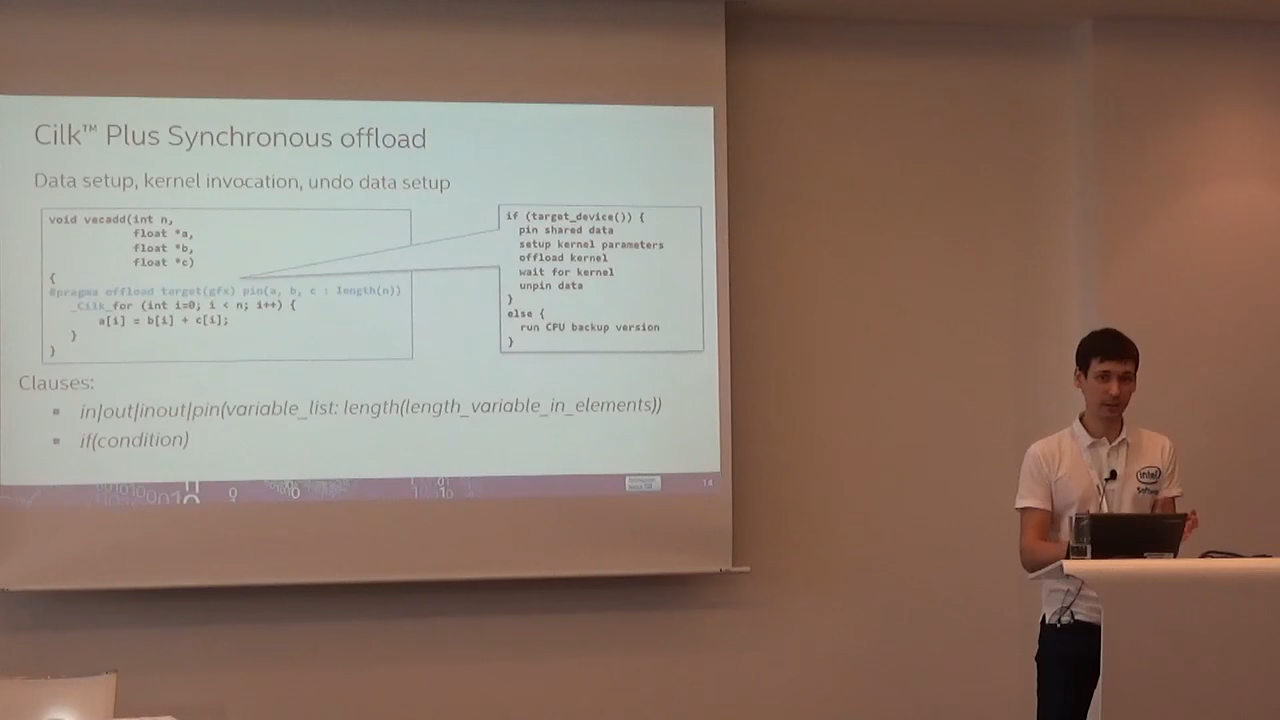 Cilk™ Plus Synchronous offload
Data setup, kernel invocation, undo data setup
void vecadd(int n,
float *a,
float *b,
float *c)
{
#pragma offload target(gfx) pin(a, b, c : length(n))
_Cilk_for (int i=0; i < n; i++) {
a[i] = b[i] + c[i];
}
}
if (target_device()) {
pin shared data
setup kernel parameters
offload kernel
wait for kernel
unpin data
}
else {
run CPU backup version
}
Clauses:
▪ in|out|inout|pin(variable_list: length(length_variable_in_elements))
▪ if(condition)
14
intel
Software